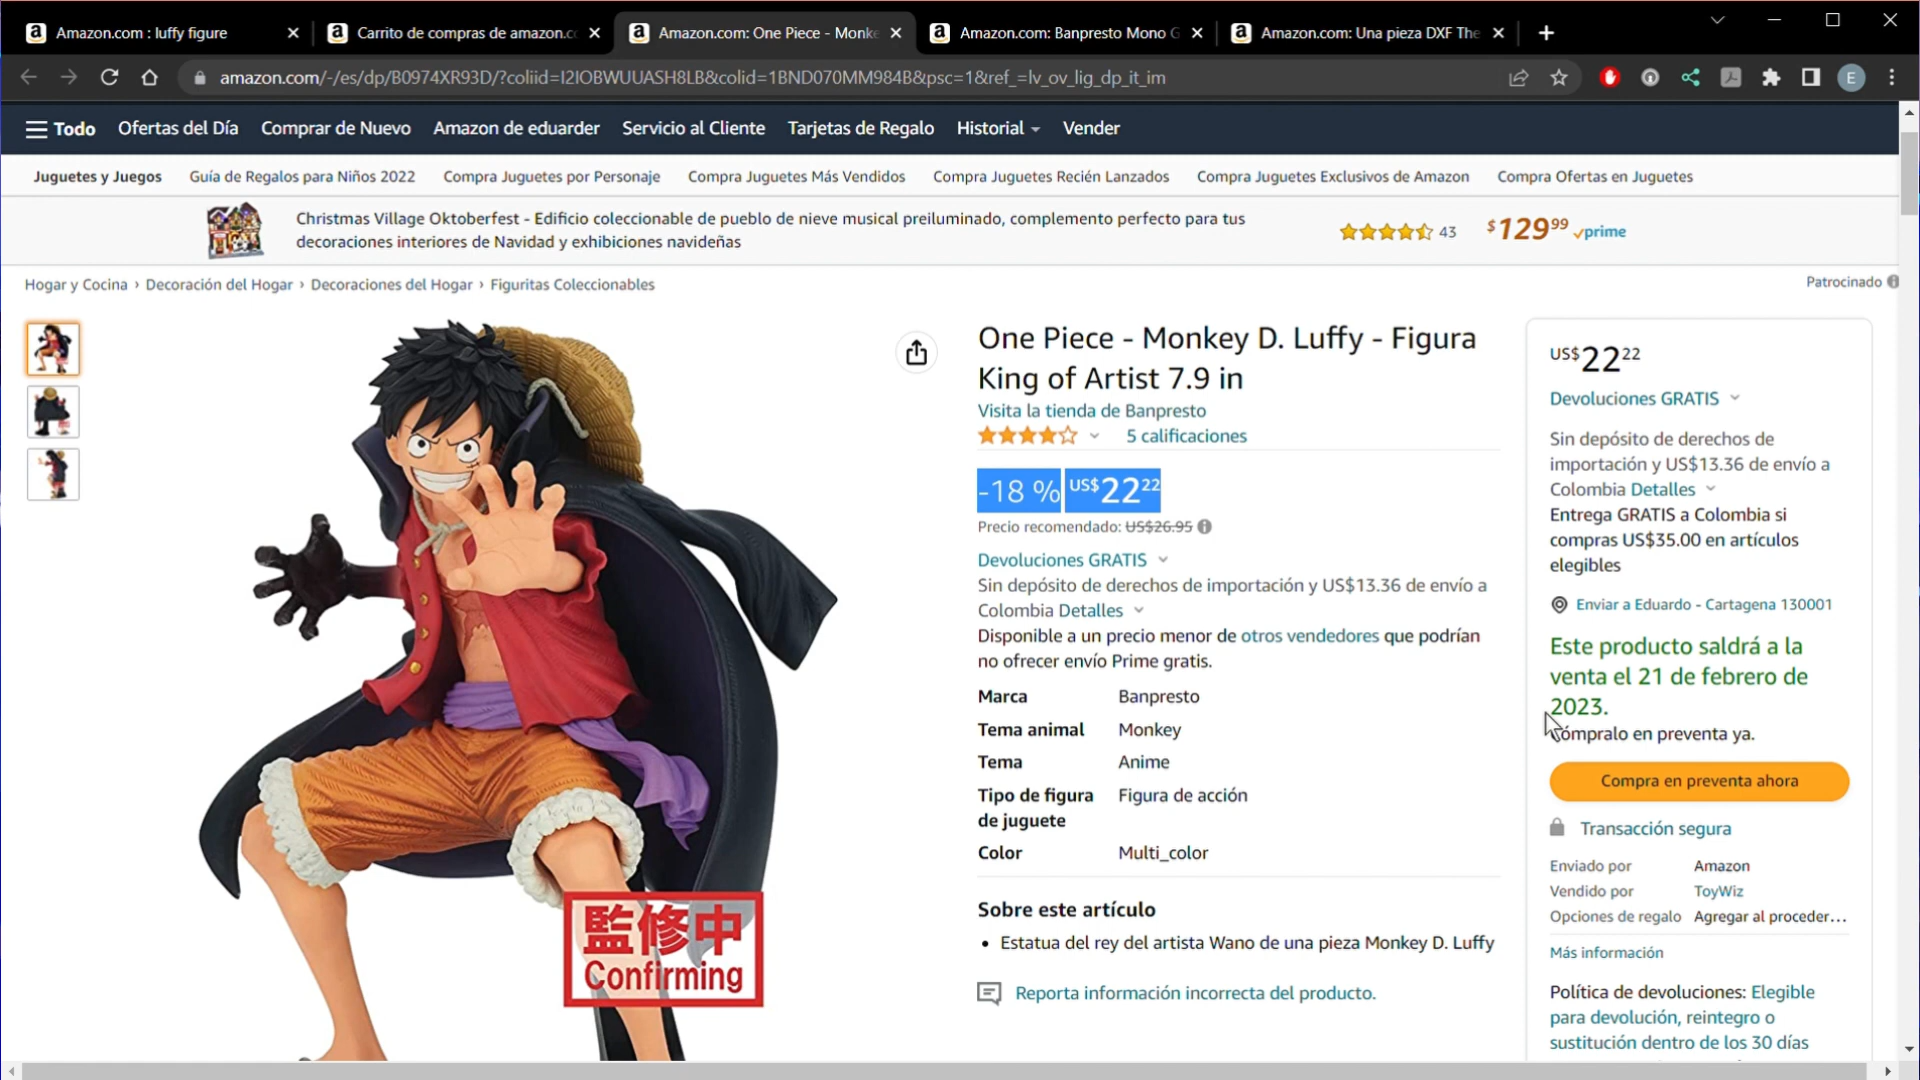 Amazon.com : luffy figure
Carrito de compras de amazon.cc
Amazon.com: One Piece - Monke
Amazon.com: Banpresto Mono G
Amazon.com: Una pieza DXF The
amazon.com/-/es/dp/B0974XR93D/?coliid=I2IOBWUUASH8LB&colid=1BND070MM984B&psc=1&ref_=lv_ov_lig_dp_it_im
E
Todo
Ofertas del Día
Comprar de Nuevo
Amazon de eduarder
Servicio al Cliente
Tarjetas de Regalo
Historial
Vender
Juguetes y Juegos
Guía de Regalos para Niños 2022
Compra Juguetes por Personaje
Compra Juguetes Más Vendidos
Compra Juguetes Recién Lanzados
Compra Juguetes Exclusivos de Amazon
Compra Ofertas en Juguetes
Christmas Village Oktoberfest - Edificio coleccionable de pueblo de nieve musical preiluminado, complemento perfecto para tus
decoraciones interiores de Navidad y exhibiciones navideñas
43
$129 99 prime
Hogar y Cocina › Decoración del Hogar › Decoraciones del Hogar › Figuritas Coleccionables
Patrocinado
One Piece - Monkey D. Luffy - Figura
King of Artist 7.9 in
Visita la tienda de Banpresto
5 calificaciones
-18 % US$22 22
Precio recomendado: US$26.95
Devoluciones GRATIS
Sin depósito de derechos de importación y US$13.36 de envío a
Colombia Detalles
Disponible a un precio menor de otros vendedores que podrían
no ofrecer envío Prime gratis.
Marca Banpresto
Tema animal Monkey
Tema Anime
Tipo de figura Figura de acción
de juguete
Color Multi_color
Sobre este artículo
• Estatua del rey del artista Wano de una pieza Monkey D. Luffy
Reporta información incorrecta del producto.
監修中
Confirming
US$22 22
Devoluciones GRATIS
Sin depósito de derechos de
importación y US$13.36 de envío a
Colombia Detalles
Entrega GRATIS a Colombia si
compras US$35.00 en artículos
elegibles
Enviar a Eduardo - Cartagena 130001
Este producto saldrá a la
venta el 21 de febrero de
2023.
Cómpralo en preventa ya.
Compra en preventa ahora
Transacción segura
Enviado por Amazon
Vendido por ToyWiz
Opciones de regalo Agregar al proceder...
Más información
Política de devoluciones: Elegible
para devolución, reintegro o
sustitución dentro de los 30 días